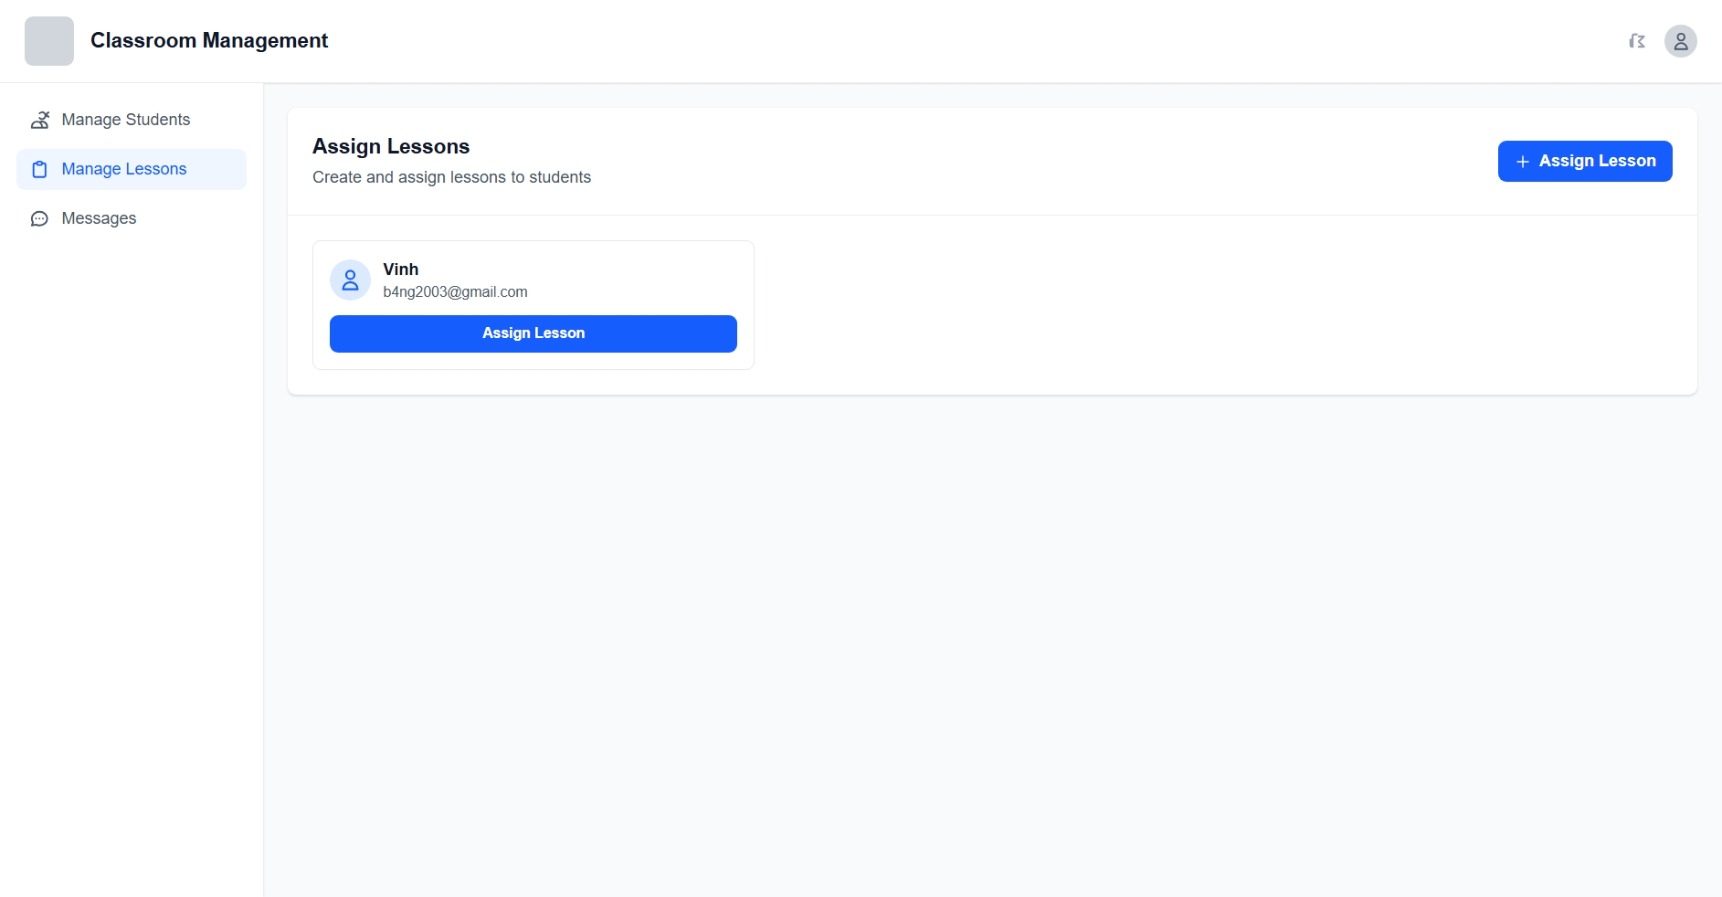 Classroom Management
Manage Students
Manage Lessons
Messages
Assign Lessons
Create and assign lessons to students
Assign Lesson
Vinh
b4ng2003@gmail.com
Assign Lesson